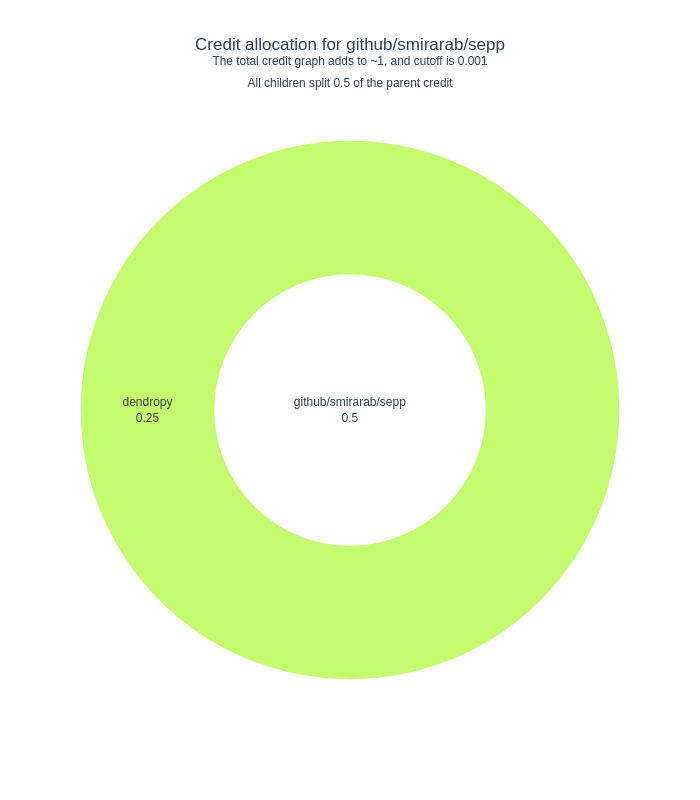 Credit allocation for github/smirarab/sepp
The total credit graph adds to ~1, and cutoff is 0.001
All children split 0.5 of the parent credit
dendropy
0.25
github/smirarab/sepp
0.5